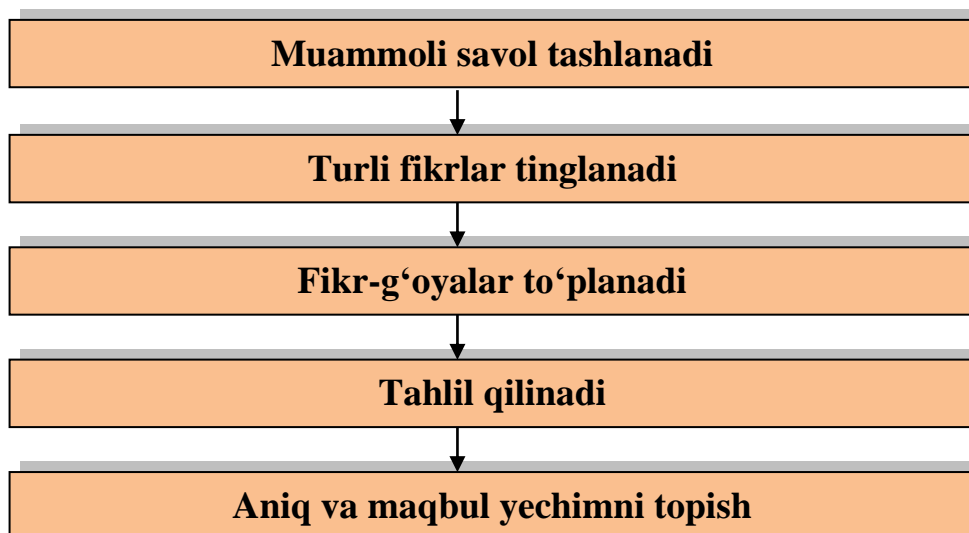 Muammoli savol tashlanadi
Turli fikrlar tinglanadi
Fikr-g‘oyalar to‘planadi
Tahlil qilinadi
Aniq va maqbul yechimni topish